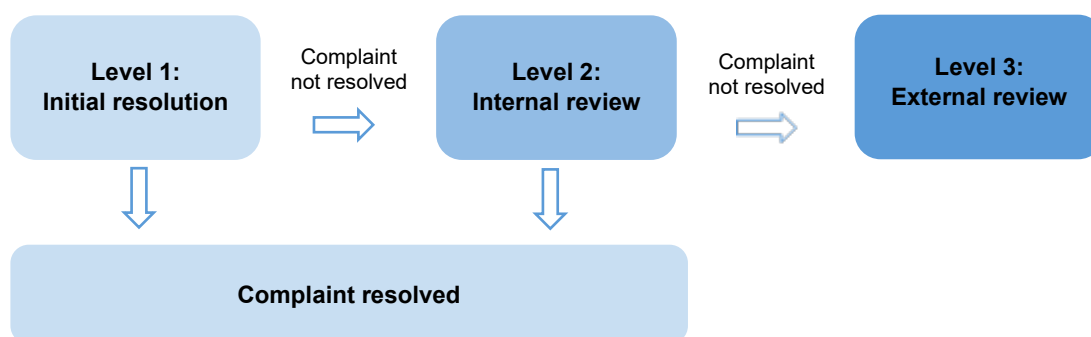 Level 1:
Initial resolution
Complaint
not resolved
Level 2:
Internal review
Complaint
not resolved
Level 3:
External review
Complaint resolved